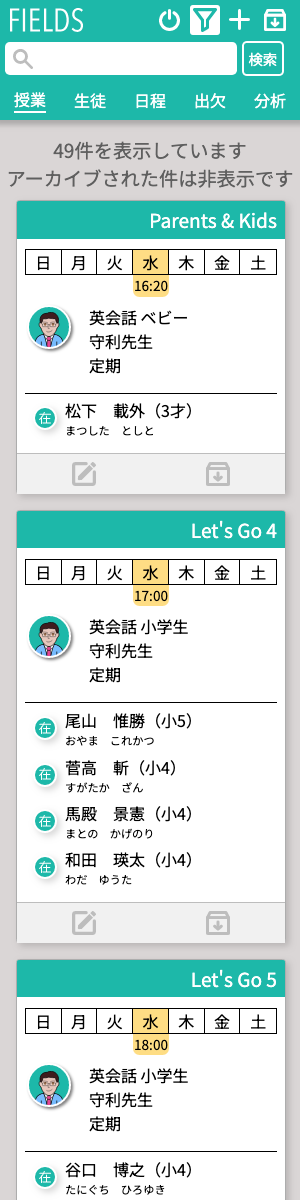 FIELDS
検索
授業 生徒 日程 出欠 分析
49件を表示しています
アーカイブされた件は非表示です
Parents & Kids
日 月 火 水 木 金 土
16:20
英会話 ベビー
守利先生
定期
在 松下　載外（3才）
まつした　としと
Let's Go 4
日 月 火 水 木 金 土
17:00
英会話 小学生
守利先生
定期
在 尾山　惟勝（小5）
おやま　これかつ
在 菅高　斬（小4）
すがたか　ざん
在 馬殿　景憲（小4）
まとの　かげのり
在 和田　瑛太（小4）
わだ　ゆうた
Let's Go 5
日 月 火 水 木 金 土
18:00
英会話 小学生
守利先生
定期
在 谷口　博之（小4）
たにぐち　ひろゆき